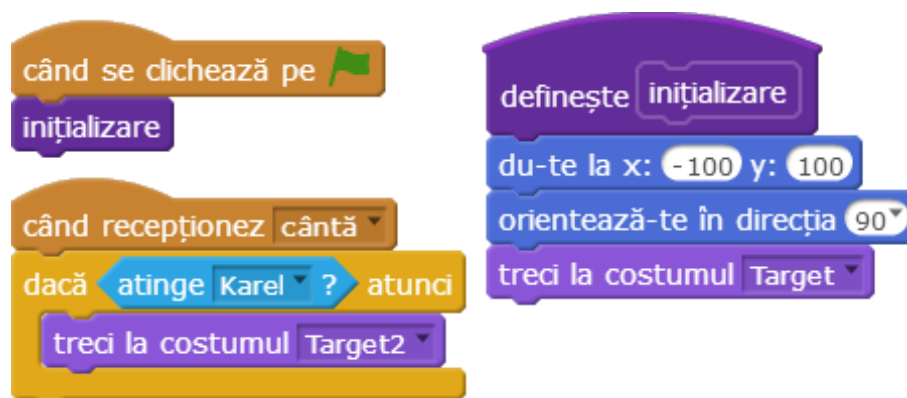 când se clichează pe
inițializare
când recepționez cântă
dacă atinge Karel ? atunci
treci la costumul Target2
definește inițializare
du-te la x: -100 y: 100
orientează-te în direcția 90
treci la costumul Target